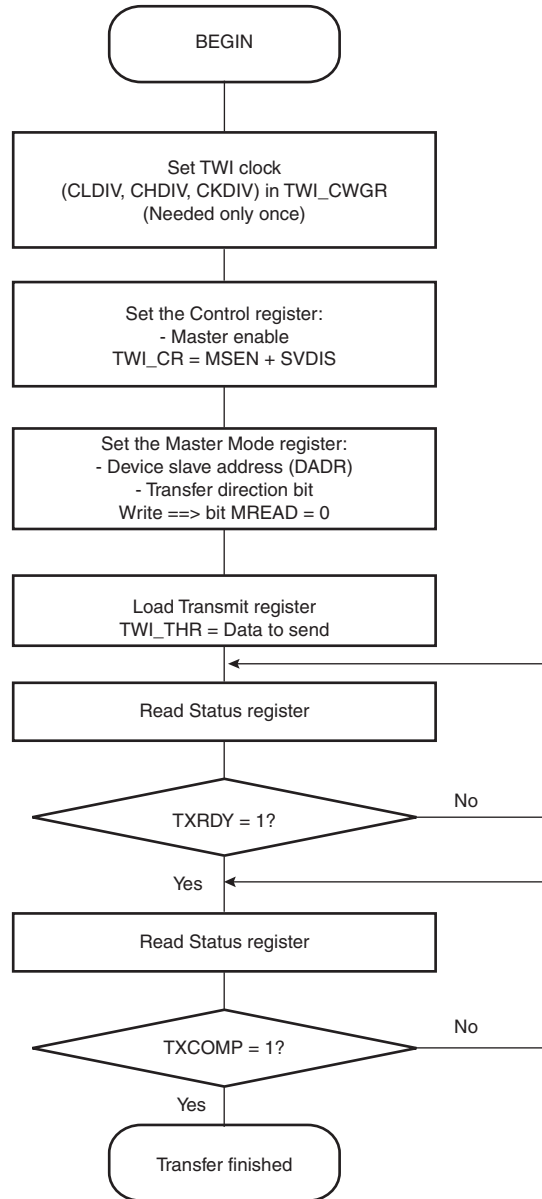 BEGIN
Set TWI clock
(CLDIV, CHDIV, CKDIV) in TWI_CWGR
(Needed only once)
Set the Control register:
- Master enable
TWI_CR = MSEN + SVDIS
Set the Master Mode register:
- Device slave address (DADR)
- Transfer direction bit
Write ==> bit MREAD = 0
Load Transmit register
TWI_THR = Data to send
Read Status register
TXRDY = 1?
No
Yes
Read Status register
TXCOMP = 1?
No
Yes
Transfer finished